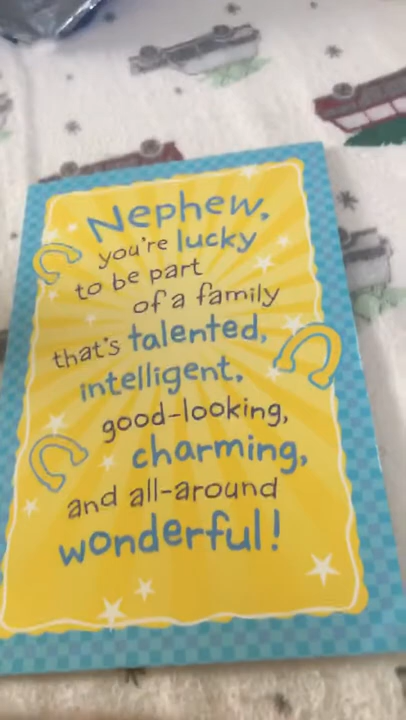 Nephew,
you're lucky
to be part
of a family
that's talented,
intelligent,
good-looking,
charming,
and all-around
wonderful!